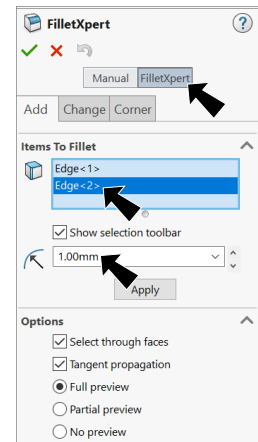 FilletXpert
?
Manual FilletXpert
Add Change Corner
Items To Fillet
Edge<1>
Edge<2>
Show selection toolbar
1.00mm
Apply
Options
Select through faces
Tangent propagation
Full preview
Partial preview
No preview